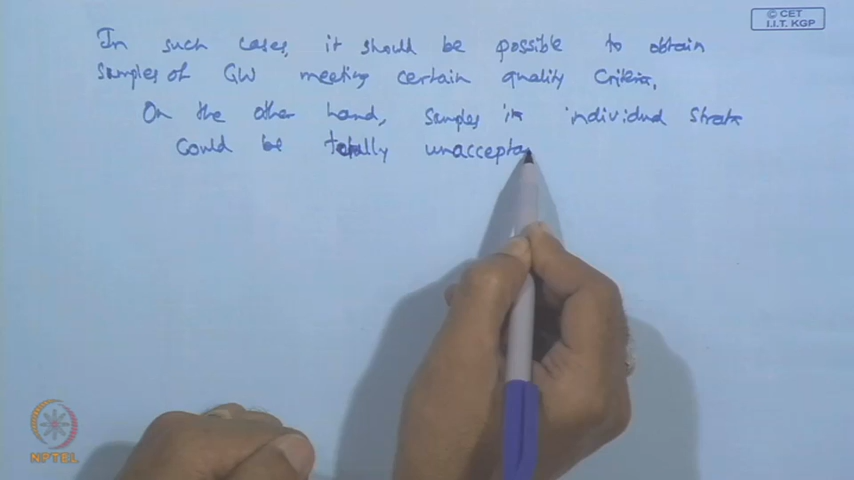 © CET
I.I.T. KGP
In such cases, it should be possible to obtain
samples of GW meeting certain quality criteria.
On the other hand, samples in individual strata
could be totally unaccepta
NPTEL